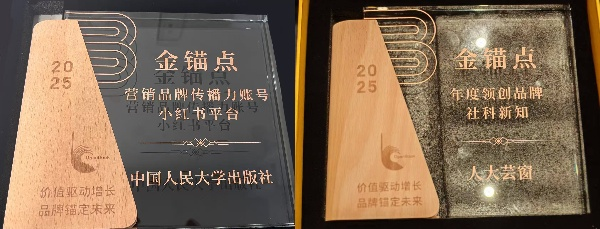 2025
金锚点
营销品牌传播力账号
小红书平台
中国人民大学出版社
价值驱动增长
品牌锚定未来
2025
金锚点
年度领创品牌
社科新知
人大芸窗
价值驱动增长
品牌锚定未来